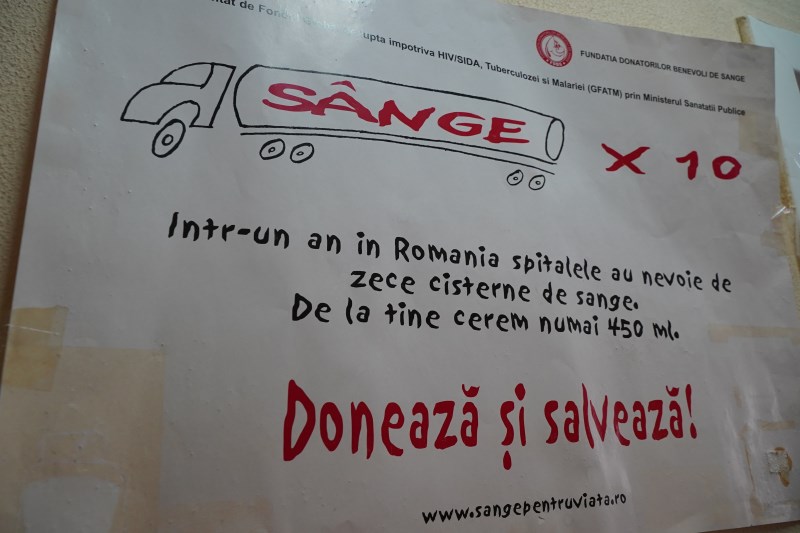 de
upta impotriva HIV/SIDA, Tuberculozei si Malariei (GFATM) prin Ministerul Sanatatii Publice
FUNDATIA DONATORILOR BENEVOLI DE SANGE
SÂNGE
X 10
Intr-un an in Romania spitalele au nevoie de
zece cisterne de sange.
De la tine cerem numai 450 ml.
Donează și salvează!
www.sangepentruviata.ro